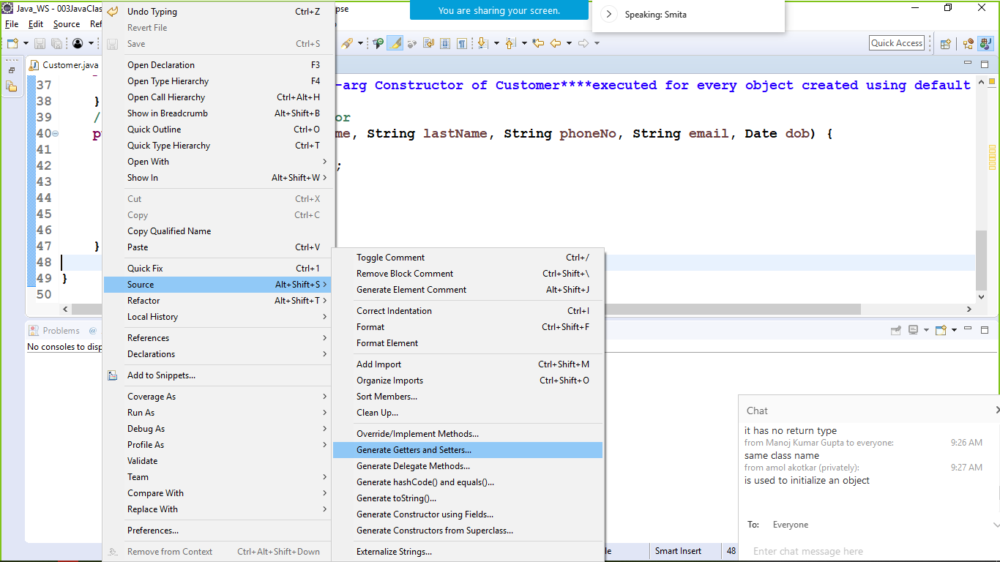 Java_WS - 003JavaClas
pse
You are sharing your screen.
Speaking: Smita
File Edit Source Ref
Quick Access
Customer.java
37 -arg Constructor of Customer****executed for every object created using default
38 }
39 / or
40 p me, String lastName, String phoneNo, String email, Date dob) {
41
42 ;
43
44
45
46
47 }
48
49 }
50
Problems @
No consoles to disp
Undo Typing Ctrl+Z
Revert File
Save Ctrl+S
Open Declaration F3
Open Type Hierarchy F4
Open Call Hierarchy Ctrl+Alt+H
Show in Breadcrumb Alt+Shift+B
Quick Outline Ctrl+O
Quick Type Hierarchy Ctrl+T
Open With
Show In Alt+Shift+W
Cut Ctrl+X
Copy Ctrl+C
Copy Qualified Name
Paste Ctrl+V
Quick Fix Ctrl+1
Source Alt+Shift+S
Refactor Alt+Shift+T
Local History
References
Declarations
Add to Snippets...
Coverage As
Run As
Debug As
Profile As
Validate
Team
Compare With
Replace With
Preferences...
Remove from Context Ctrl+Alt+Shift+Down
Toggle Comment Ctrl+/
Remove Block Comment Ctrl+Shift+\
Generate Element Comment Alt+Shift+J
Correct Indentation Ctrl+I
Format Ctrl+Shift+F
Format Element
Add Import Ctrl+Shift+M
Organize Imports Ctrl+Shift+O
Sort Members...
Clean Up...
Override/Implement Methods...
Generate Getters and Setters...
Generate Delegate Methods...
Generate hashCode() and equals()...
Generate toString()...
Generate Constructor using Fields...
Generate Constructors from Superclass...
Externalize Strings...
Chat
it has no return type
from Manoj Kumar Gupta to everyone: 9:26 AM
same class name
from amol akotkar (privately): 9:27 AM
is used to initialize an object
To: Everyone
Enter chat message here
le Smart Insert 48